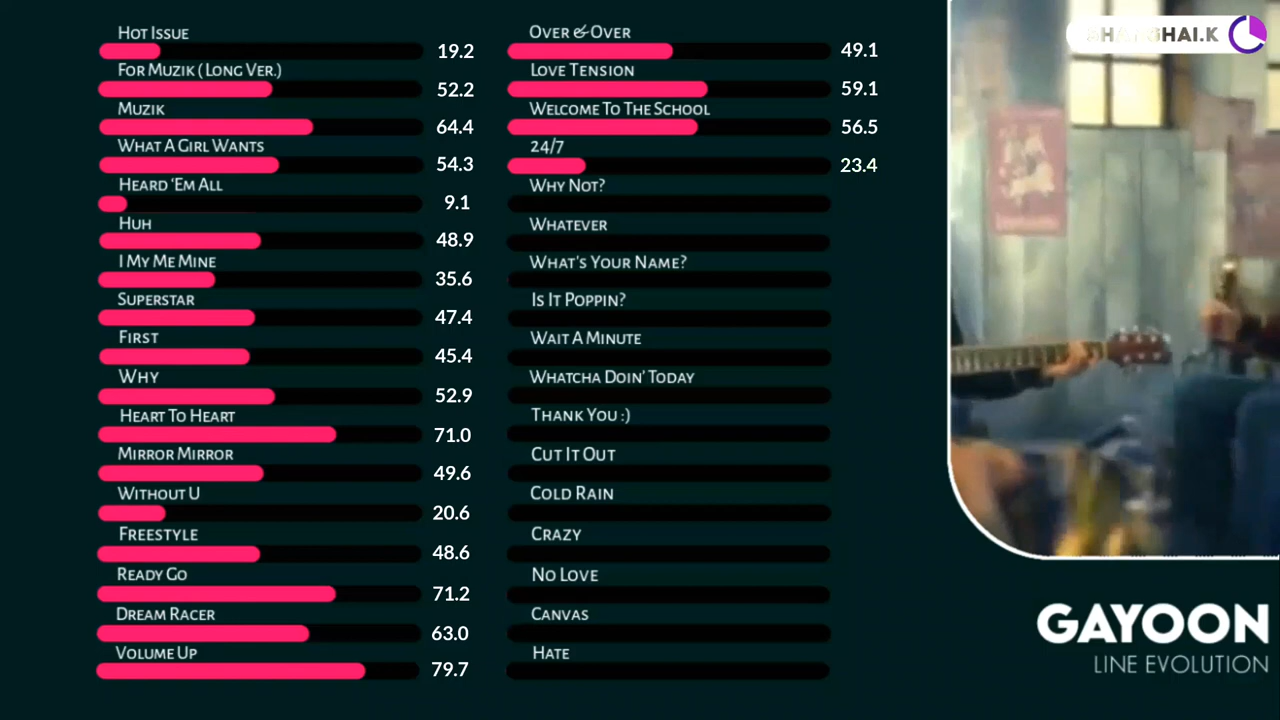 Hot Issue
19.2
For Muzik (Long Ver.)
52.2
Muzik
64.4
What A Girl Wants
54.3
Heard 'Em All
9.1
Huh
48.9
I My Me Mine
35.6
Superstar
47.4
First
45.4
Why
52.9
Heart To Heart
71.0
Mirror Mirror
49.6
Without U
20.6
Freestyle
48.6
Ready Go
71.2
Dream Racer
63.0
Volume Up
79.7
Over & Over
49.1
Love Tension
59.1
Welcome To The School
56.5
24/7
23.4
Why Not?
Whatever
What's Your Name?
Is It Poppin?
Wait A Minute
Whatcha Doin' Today
Thank You :)
Cut It Out
Cold Rain
Crazy
No Love
Canvas
Hate
SHANGHAI.K
GAYOON
LINE EVOLUTION